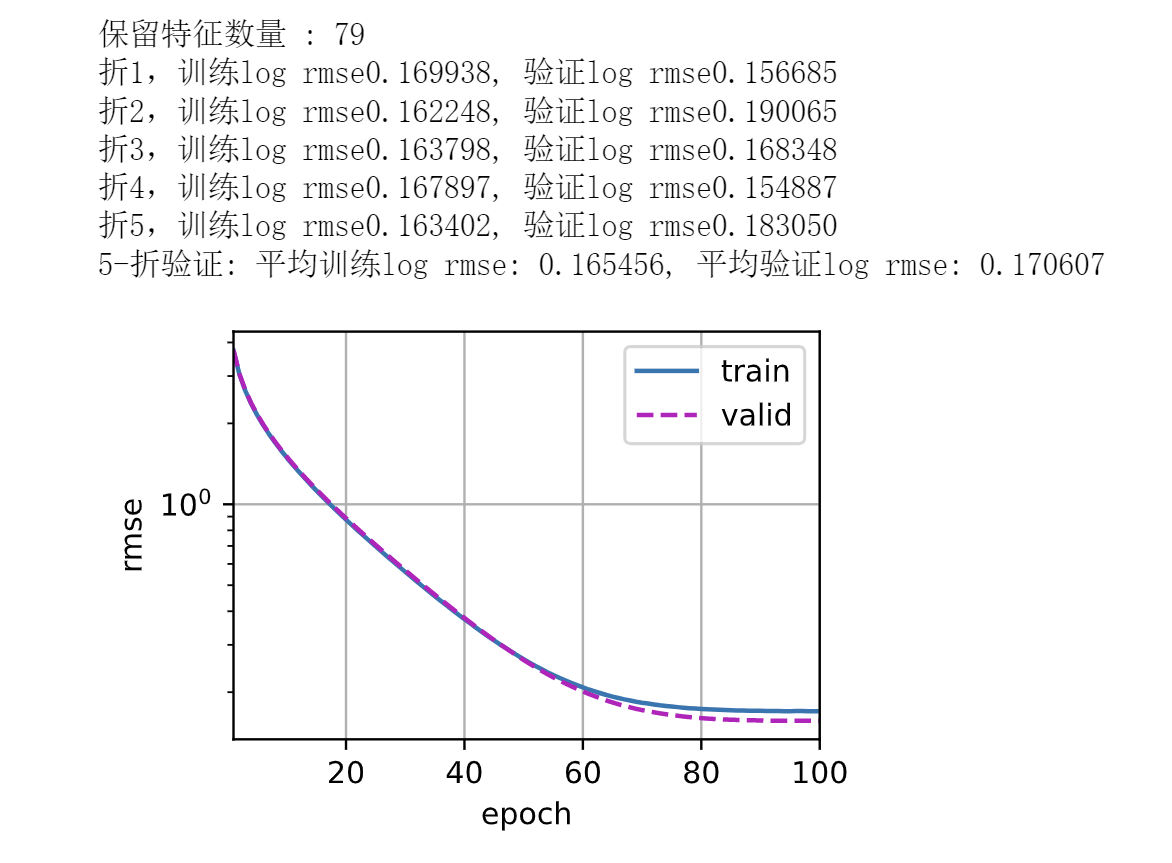 保留特征数量 : 79
折1，训练log rmse0.169938, 验证log rmse0.156685
折2，训练log rmse0.162248, 验证log rmse0.190065
折3，训练log rmse0.163798, 验证log rmse0.168348
折4，训练log rmse0.167897, 验证log rmse0.154887
折5，训练log rmse0.163402, 验证log rmse0.183050
5-折验证: 平均训练log rmse: 0.165456, 平均验证log rmse: 0.170607
train
valid
10⁰
rmse
20 40 60 80 100
epoch